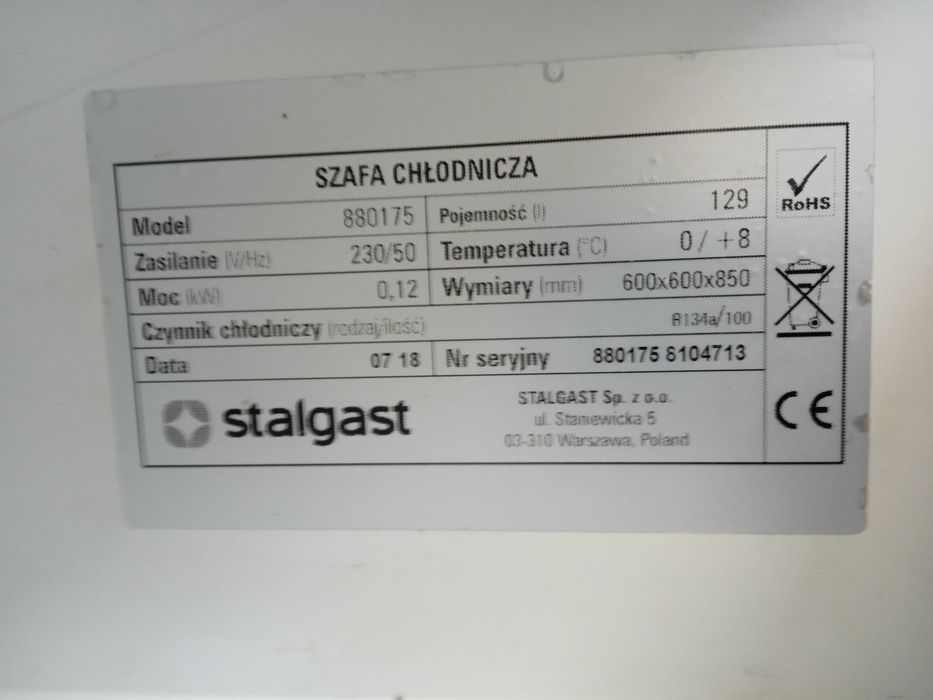 SZAFA CHŁODNICZA
Model 880175 Pojemność (l) 129
Zasilanie (V/Hz) 230/50 Temperatura (°C) 0 / +8
Moc (kW) 0,12 Wymiary (mm) 600x600x850
Czynnik chłodniczy (rodzaj/ilość) R134a/100
Data 07 18 Nr seryjny 880175 8104713
stalgast
STALGAST Sp. z o.o.
ul. Staniewicka 5
03-310 Warszawa, Poland
RoHS
CE